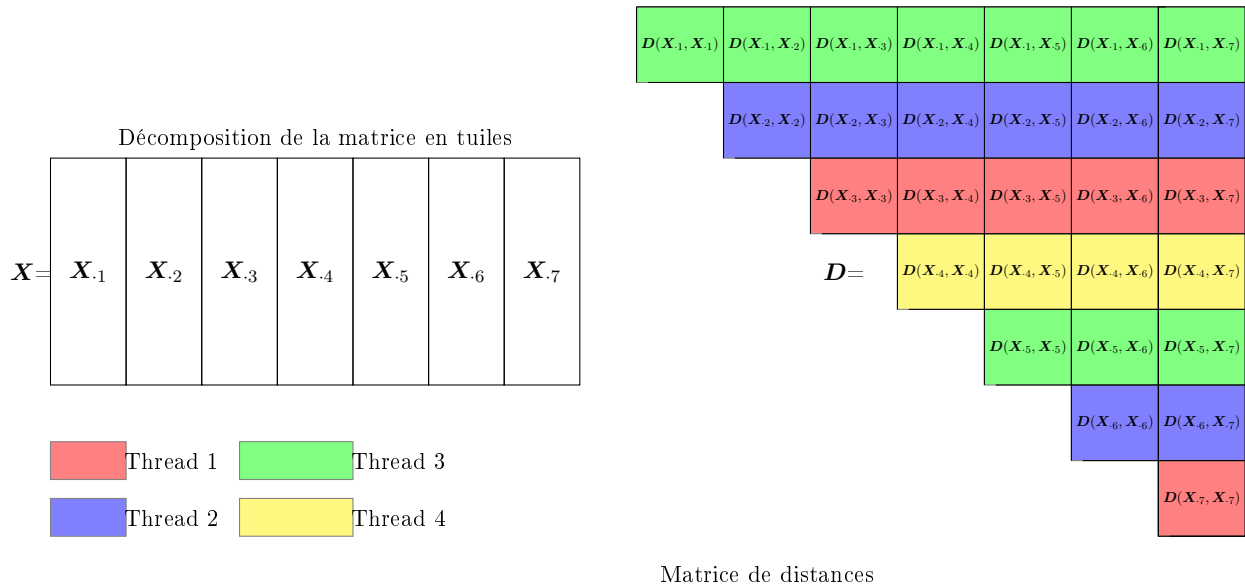 Décomposition de la matrice en tuiles
X= X.1 X.2 X.3 X.4 X.5 X.6 X.7
Thread 1 Thread 3
Thread 2 Thread 4
D(X.1, X.1) D(X.1, X.2) D(X.1, X.3) D(X.1, X.4) D(X.1, X.5) D(X.1, X.6) D(X.1, X.7)
D(X.2, X.2) D(X.2, X.3) D(X.2, X.4) D(X.2, X.5) D(X.2, X.6) D(X.2, X.7)
D(X.3, X.3) D(X.3, X.4) D(X.3, X.5) D(X.3, X.6) D(X.3, X.7)
D= D(X.4, X.4) D(X.4, X.5) D(X.4, X.6) D(X.4, X.7)
D(X.5, X.5) D(X.5, X.6) D(X.5, X.7)
D(X.6, X.6) D(X.6, X.7)
D(X.7, X.7)
Matrice de distances